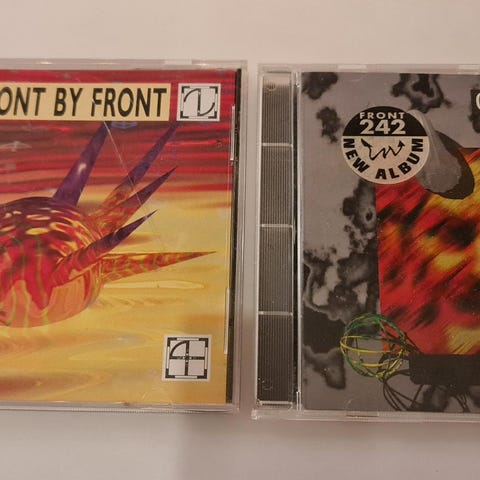 ONT BY FRONT
FRONT
242
NEW ALBUM